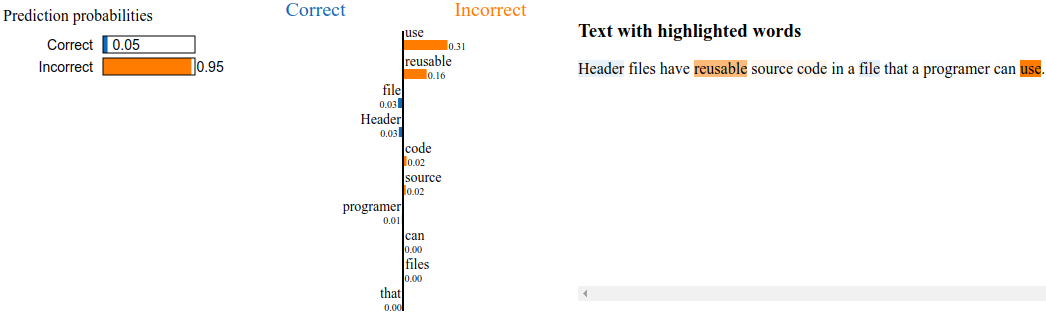 Prediction probabilities
Correct 0.05
Incorrect 0.95
Correct Incorrect
use
0.31
reusable
0.16
file
0.03
Header
0.03
code
0.02
source
0.02
programer
0.01
can
0.00
files
0.00
that
0.00
Text with highlighted words
Header files have reusable source code in a file that a programer can use.